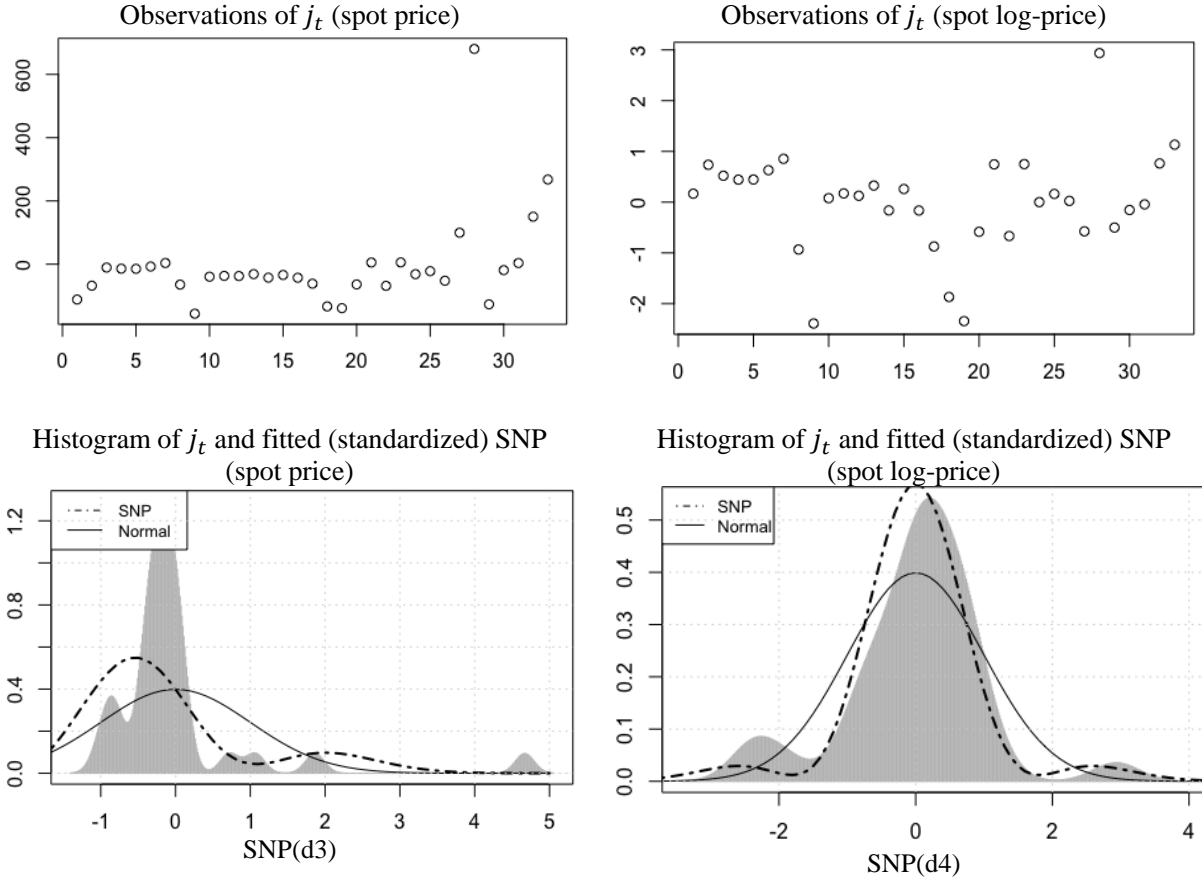 Observations of jₜ (spot price)
600
400
200
0
0 5 10 15 20 25 30
Observations of jₜ (spot log-price)
3
2
1
0
-1
-2
0 5 10 15 20 25 30
Histogram of jₜ and fitted (standardized) SNP
(spot price)
SNP
Normal
1.2
0.8
0.4
0.0
-1 0 1 2 3 4 5
SNP(d3)
Histogram of jₜ and fitted (standardized) SNP
(spot log-price)
SNP
Normal
0.5
0.4
0.3
0.2
0.1
0.0
-2 0 2 4
SNP(d4)